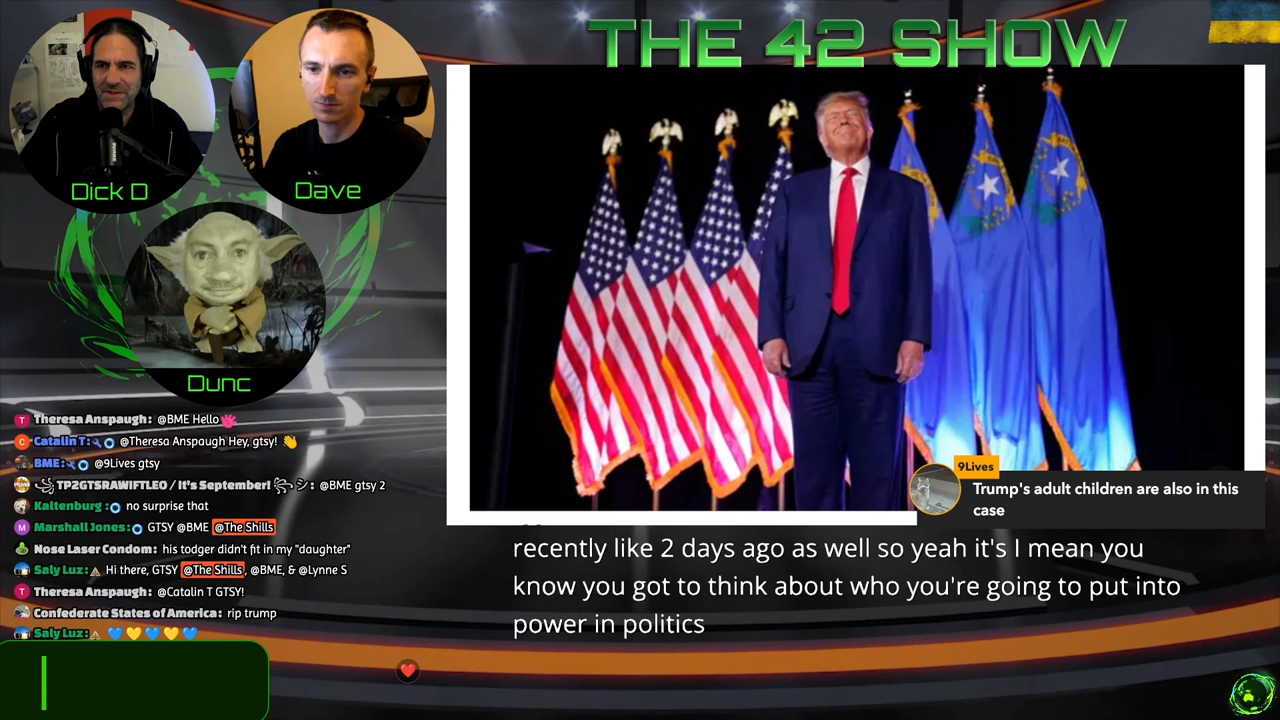 THE 42 SHOW
Dick D
Dave
Dunc
Theresa Anspaugh: @BME Hello
Catalin T: @Theresa Anspaugh Hey, gtsy!
BME: @9Lives gtsy
TP2GTSRAWIFTLEO / It's September! シ: @BME gtsy 2
Kaltenburg: no surprise that
Marshall Jones: GTSY @BME @The Shills
Nose Laser Condom: his todger didn't fit in my "daughter"
Saly Luz: Hi there, GTSY @The Shills, @BME, & @Lynne S
Theresa Anspaugh: @Catalin T GTSY!
Confederate States of America: rip trump
Saly Luz:
9Lives
Trump's adult children are also in this
case
recently like 2 days ago as well so yeah it's I mean you
know you got to think about who you're going to put into
power in politics